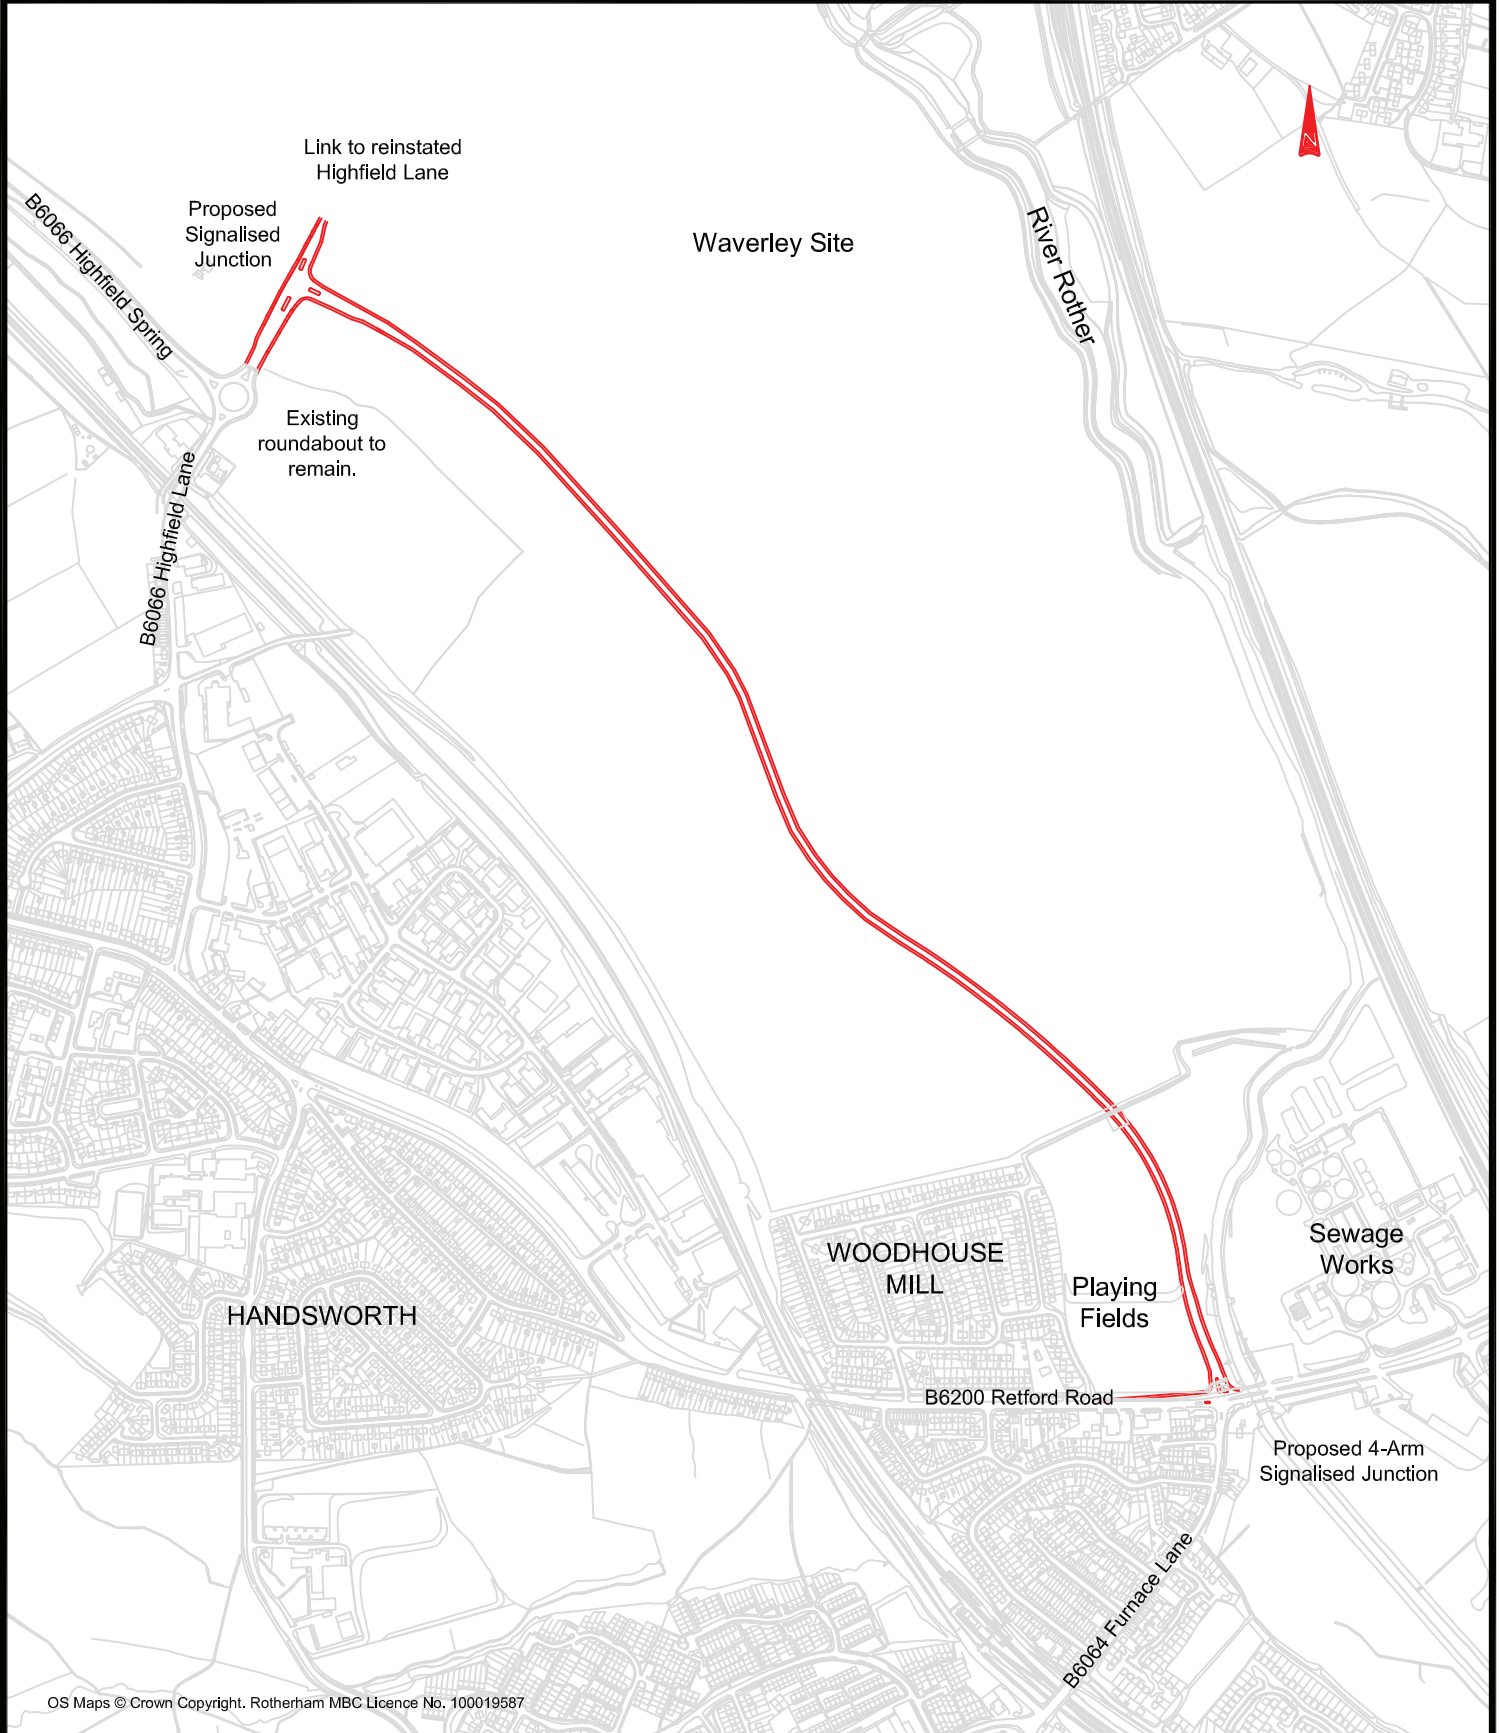 Link to reinstated
Highfield Lane
Proposed
Signalised
Junction
B6066 Highfield Spring
Waverley Site
River Rother
N
Existing
roundabout to
remain.
B6066 Highfield Lane
WOODHOUSE
MILL
Playing
Fields
Sewage
Works
HANDSWORTH
B6200 Retford Road
Proposed 4-Arm
Signalised Junction
B6064 Furnace Lane
OS Maps © Crown Copyright. Rotherham MBC Licence No. 100019587